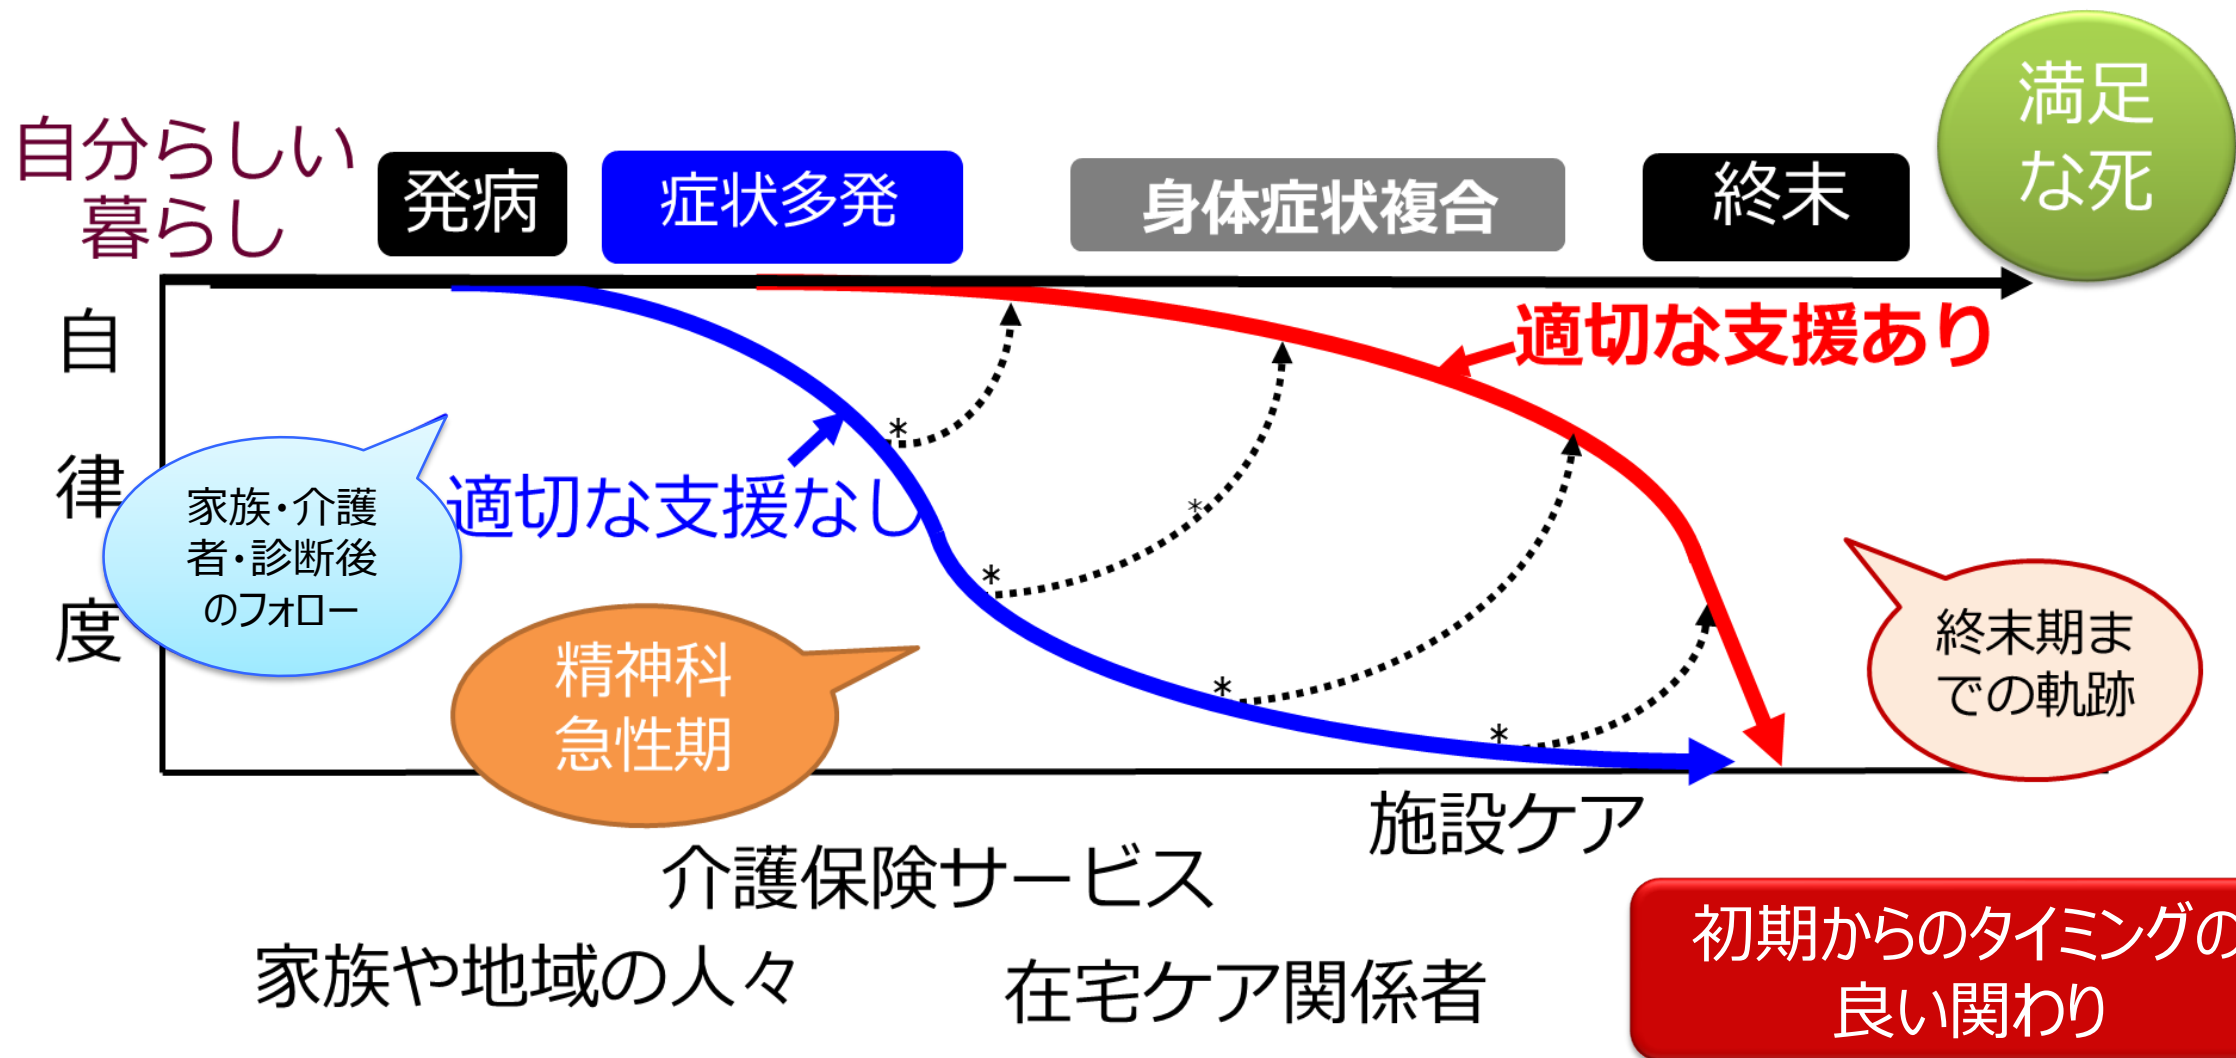 満足
な死
自分らしい
暮らし
発病
症状多発
身体症状複合
終末
自
律
度
適切な支援あり
*
適切な支援なし
*
*
*
*
家族・介護
者・診断後
のフォロー
精神科
急性期
終末期ま
での軌跡
施設ケア
介護保険サービス
家族や地域の人々
在宅ケア関係者
初期からのタイミングの
良い関わり